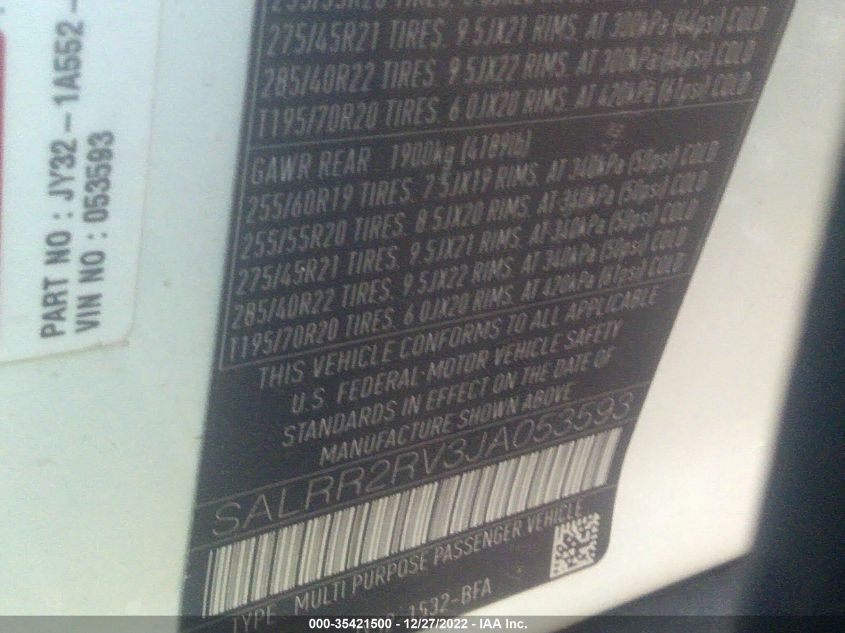 PART NO : JY32 - 1A552 -
VIN NO : 053593
255/55R20 TIRES.
275/45R21 TIRES. 9.5JX21 RIMS. AT 300kPa (44psi) COLD
285/40R22 TIRES. 9.5JX22 RIMS. AT 300kPa (44psi) COLD
T195/70R20 TIRES. 6.0JX20 RIMS. AT 420kPa (61psi) COLD
GAWR REAR 1900kg (4189lb)
255/60R19 TIRES. 7.5JX19 RIMS. AT 340kPa (50psi) COLD
255/55R20 TIRES. 8.5JX20 RIMS. AT 340kPa (50psi) COLD
275/45R21 TIRES. 9.5JX21 RIMS. AT 340kPa (50psi) COLD
285/40R22 TIRES. 9.5JX22 RIMS. AT 340kPa (50psi) COLD
T195/70R20 TIRES. 6.0JX20 RIMS. AT 420kPa (61psi) COLD
THIS VEHICLE CONFORMS TO ALL APPLICABLE
U.S FEDERAL-MOTOR VEHICLE SAFETY
STANDARDS IN EFFECT ON THE DATE OF
MANUFACTURE SHOWN ABOVE
SALRR2RV3JA053593
TYPE MULTI PURPOSE PASSENGER VEHICLE
1532-BFA
000-35421500 - 12/27/2022 - IAA Inc.